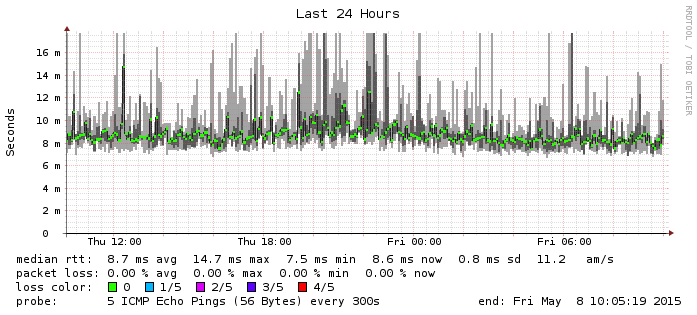 Last 24 Hours
RRDTOOL / TOBI OETIKER
Seconds
16 m
14 m
12 m
10 m
8 m
6 m
4 m
2 m
0
Thu 12:00 Thu 18:00 Fri 00:00 Fri 06:00
median rtt: 8.7 ms avg 14.7 ms max 7.5 ms min 8.6 ms now 0.8 ms sd 11.2 am/s
packet loss: 0.00 % avg 0.00 % max 0.00 % min 0.00 % now
loss color: 0 1/5 2/5 3/5 4/5
probe: 5 ICMP Echo Pings (56 Bytes) every 300s end: Fri May 8 10:05:19 2015